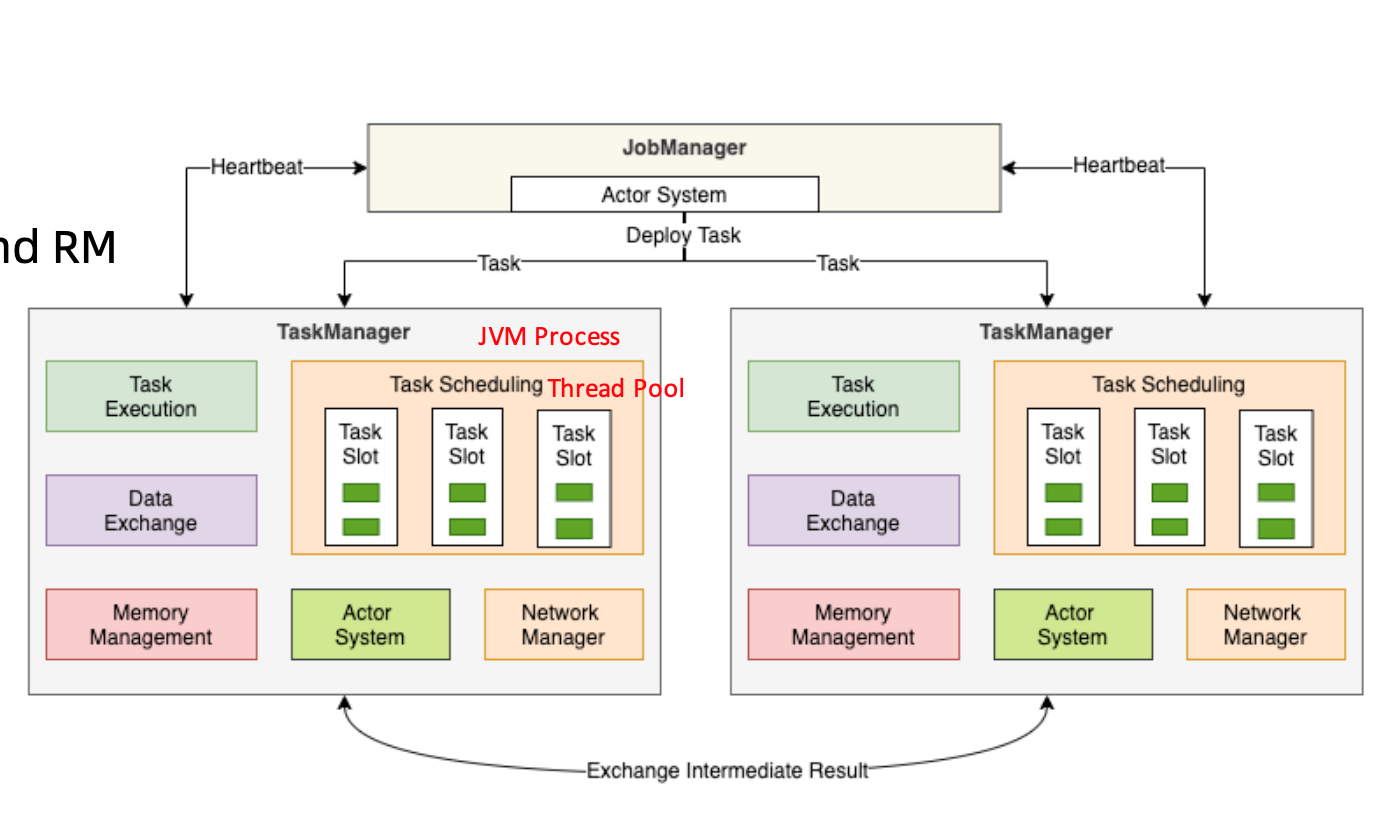 JobManager
Heartbeat
Heartbeat
Actor System
Deploy Task
nd RM
Task
Task
TaskManager
JVM Process
Task
Execution
Task Scheduling
Thread Pool
Task
Slot
Task
Slot
Task
Slot
Data
Exchange
Memory
Management
Actor
System
Network
Manager
TaskManager
Task
Execution
Task Scheduling
Task
Slot
Task
Slot
Task
Slot
Data
Exchange
Memory
Management
Actor
System
Network
Manager
Exchange Intermediate Result